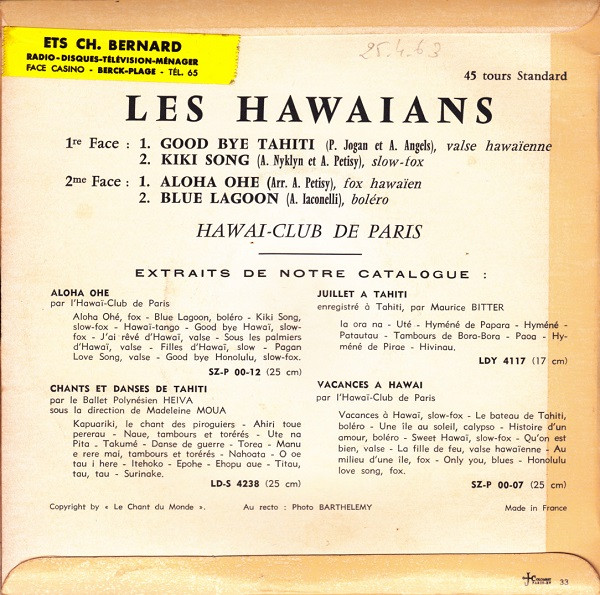 ETS CH. BERNARD
RADIO-DISQUES-TÉLÉVISION-MÉNAGER
FACE CASINO - BERCK-PLAGE - TÉL. 65
25.4.63
45 tours Standard
LES HAWAIANS
1re Face : 1. GOOD BYE TAHITI (P. Jogan et A. Angels), valse hawaïenne
2. KIKI SONG (A. Nyklyn et A. Petisy), slow-fox
2me Face : 1. ALOHA OHE (Arr. A. Petisy), fox hawaïen
2. BLUE LAGOON (A. Iaconelli), boléro
HAWAI-CLUB DE PARIS
EXTRAITS DE NOTRE CATALOGUE :
ALOHA OHE
par l'Hawaï-Club de Paris
Aloha Ohé, fox - Blue Lagoon, boléro - Kiki Song,
slow-fox - Hawaï-tango - Good bye Hawaï, slow-
fox - J'ai rêvé d'Hawaï, valse - Sous les palmiers
d'Hawaï, valse - Filles d'Hawaï, slow - Pagan
Love Song, valse - Good bye Honolulu, slow-fox.
SZ-P 00-12 (25 cm)
CHANTS ET DANSES DE TAHITI
par le Ballet Polynésien HEIVA
sous la direction de Madeleine MOUA
Kapuariki, le chant des piroguiers - Ahiri toue
pererau - Naue, tambours et torérés - Ute na
Pita - Takumé - Danse de guerre - Torea - Manu
e rere mai, tambours et torérés - Nahoata - O oe
tau i here - Itehoko - Epohe - Ehopu aue - Titau,
tau, tau - Surinake.
LD-S 4238 (25 cm)
JUILLET A TAHITI
enregistré à Tahiti, par Maurice BITTER
Ia ora na - Uté - Hyméné de Papara - Hyméné -
Patautau - Tambours de Bora-Bora - Paoa - Hy-
méné de Pirae - Hivinau.
LDY 4117 (17 cm)
VACANCES A HAWAI
par l'Hawaï-Club de Paris
Vacances à Hawaï, slow-fox - Le bateau de Tahiti,
boléro - Une île au soleil, calypso - Histoire d'un
amour, boléro - Sweet Hawaï, slow-fox - Qu'on est
bien, valse - La fille de feu, valse hawaïenne - Au
milieu d'une île, fox - Only you, blues - Honolulu
love song, fox.
SZ-P 00-07 (25 cm)
Copyright by « Le Chant du Monde ».
Au recto : Photo BARTHELEMY
Made in France
33